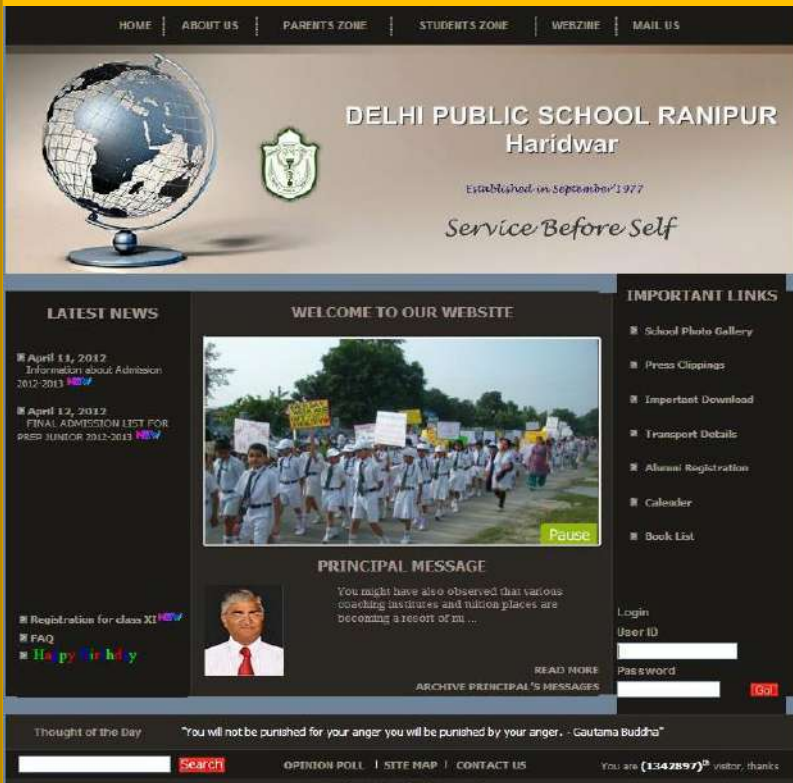 HOME
ABOUT US
PARENTS ZONE
STUDENTS ZONE
WEBZINE
MAIL US
DELHI PUBLIC SCHOOL RANIPUR
Haridwar
Established in September'1977
Service Before Self
LATEST NEWS
April 11, 2012
Information about Admission
2012-2013 NEW
April 12, 2012
FINAL ADMISSION LIST FOR
PREP JUNIOR 2012-2013 NEW
Registration for class XI NEW
FAQ
Happy Birthday
WELCOME TO OUR WEBSITE
Pause
PRINCIPAL MESSAGE
You might have also observed that various
coaching institutes and tuition places are
becoming a resort of nu ...
READ MORE
ARCHIVE PRINCIPAL'S MESSAGES
IMPORTANT LINKS
School Photo Gallery
Press Clippings
Important Download
Transport Details
Alumni Registration
Calender
Book List
Login
User ID
Password
Go!
Thought of the Day
"You will not be punished for your anger you will be punished by your anger. - Gautama Buddha"
Search
OPINION POLL | SITE MAP | CONTACT US
You are (1342897)th visitor, thanks